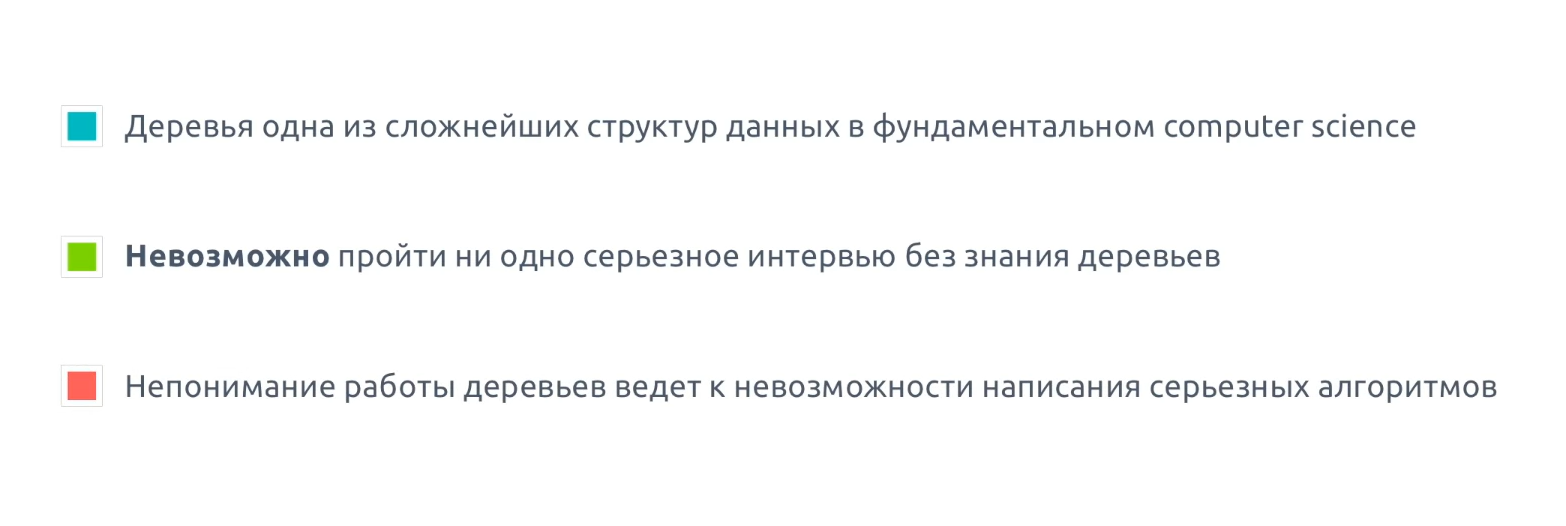 Деревья одна из сложнейших структур данных в фундаментальном computer science
Невозможно пройти ни одно серьезное интервью без знания деревьев
Непонимание работы деревьев ведет к невозможности написания серьезных алгоритмов